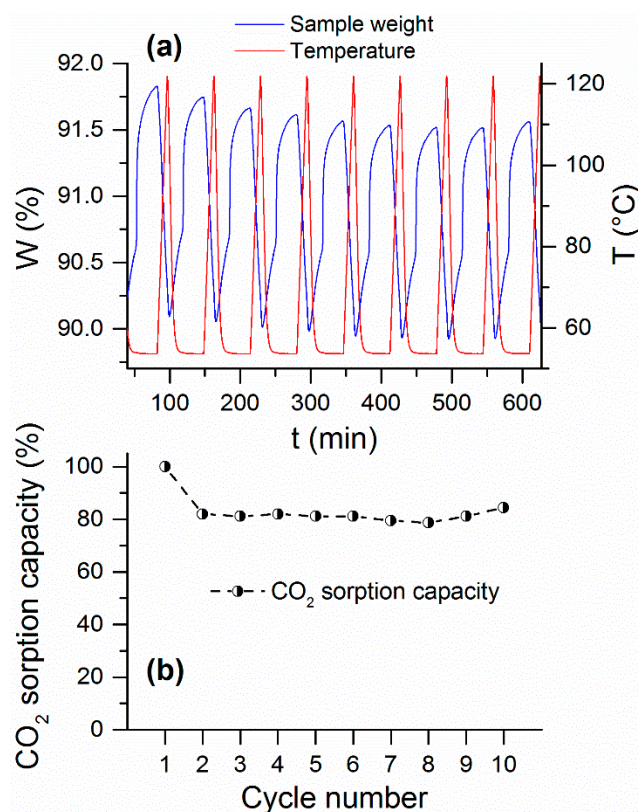 Sample weight
Temperature
(a)
92.0
91.5
91.0
90.5
90.0
W (%)
120
100
80
60
T (°C)
100 200 300 400 500 600
t (min)
100
80
60
40
20
0
CO₂ sorption capacity (%)
CO₂ sorption capacity
(b)
1 2 3 4 5 6 7 8 9 10
Cycle number